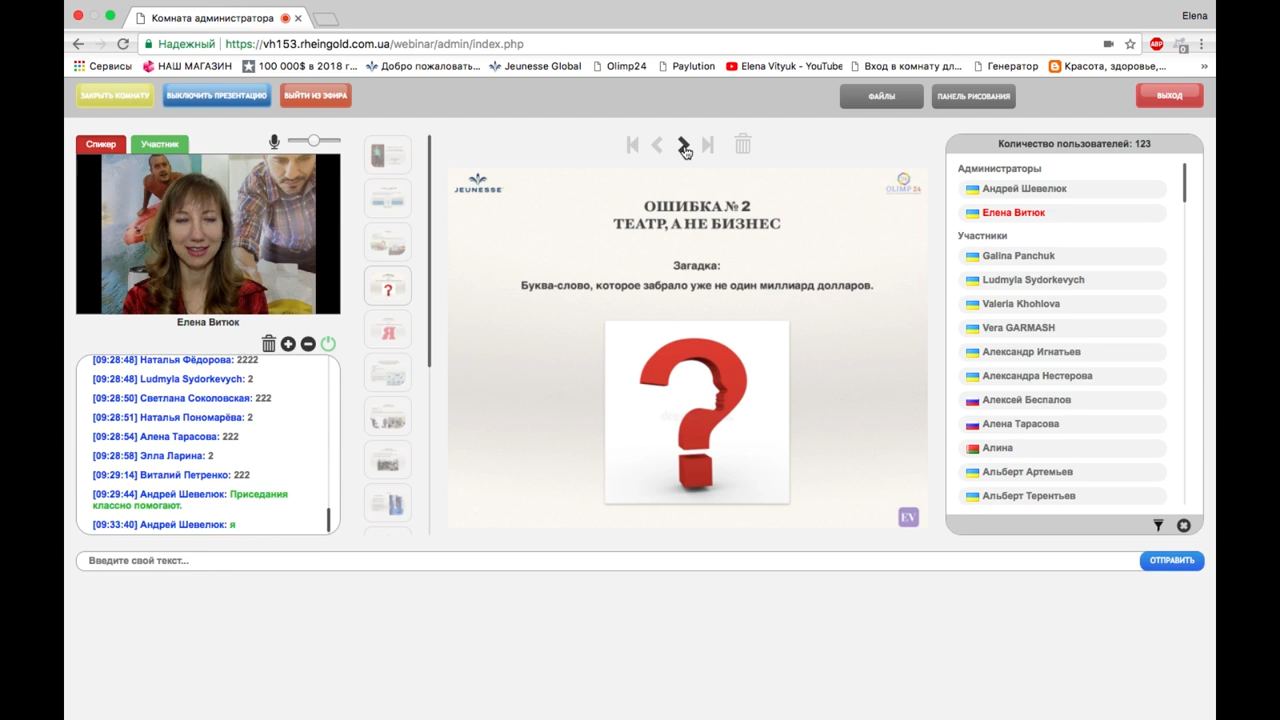 Комната администратора
Elena
Надежный
https://vh153.rheingold.com.ua/webinar/admin/index.php
ABP
0
Сервисы
НАШ МАГАЗИН
100 000$ в 2018 г...
Добро пожаловать...
Jeunesse Global
Olimp24
Paylution
Elena Vityuk - YouTube
Вход в комнату дл...
Генератор
Красота, здоровье,...
»
ЗАКРЫТЬ КОМНАТУ
ВЫКЛЮЧИТЬ ПРЕЗЕНТАЦИЮ
ВЫЙТИ ИЗ ЭФИРА
ФАЙЛЫ
ПАНЕЛЬ РИСОВАНИЯ
ВЫХОД
Спикер
Участник
Елена Витюк
[09:28:48] Наталья Фёдорова: 2222
[09:28:48] Ludmyla Sydorkevych: 2
[09:28:50] Светлана Соколовская: 222
[09:28:51] Наталья Пономарёва: 2
[09:28:54] Алена Тарасова: 222
[09:28:58] Элла Ларина: 2
[09:29:14] Виталий Петренко: 222
[09:29:44] Андрей Шевелюк: Приседания
классно помогают.
[09:33:40] Андрей Шевелюк: я
?
Я
JEUNESSE
OLIMP 24
ОШИБКА № 2
ТЕАТР, А НЕ БИЗНЕС
Загадка:
Буква-слово, которое забрало уже не один миллиард долларов.
EV
Количество пользователей: 123
Администраторы
Андрей Шевелюк
Елена Витюк
Участники
Galina Panchuk
Ludmyla Sydorkevych
Valeria Khohlova
Vera GARMASH
Александр Игнатьев
Александра Нестерова
Алексей Беспалов
Алена Тарасова
Алина
Альберт Артемьев
Альберт Терентьев
Введите свой текст...
ОТПРАВИТЬ